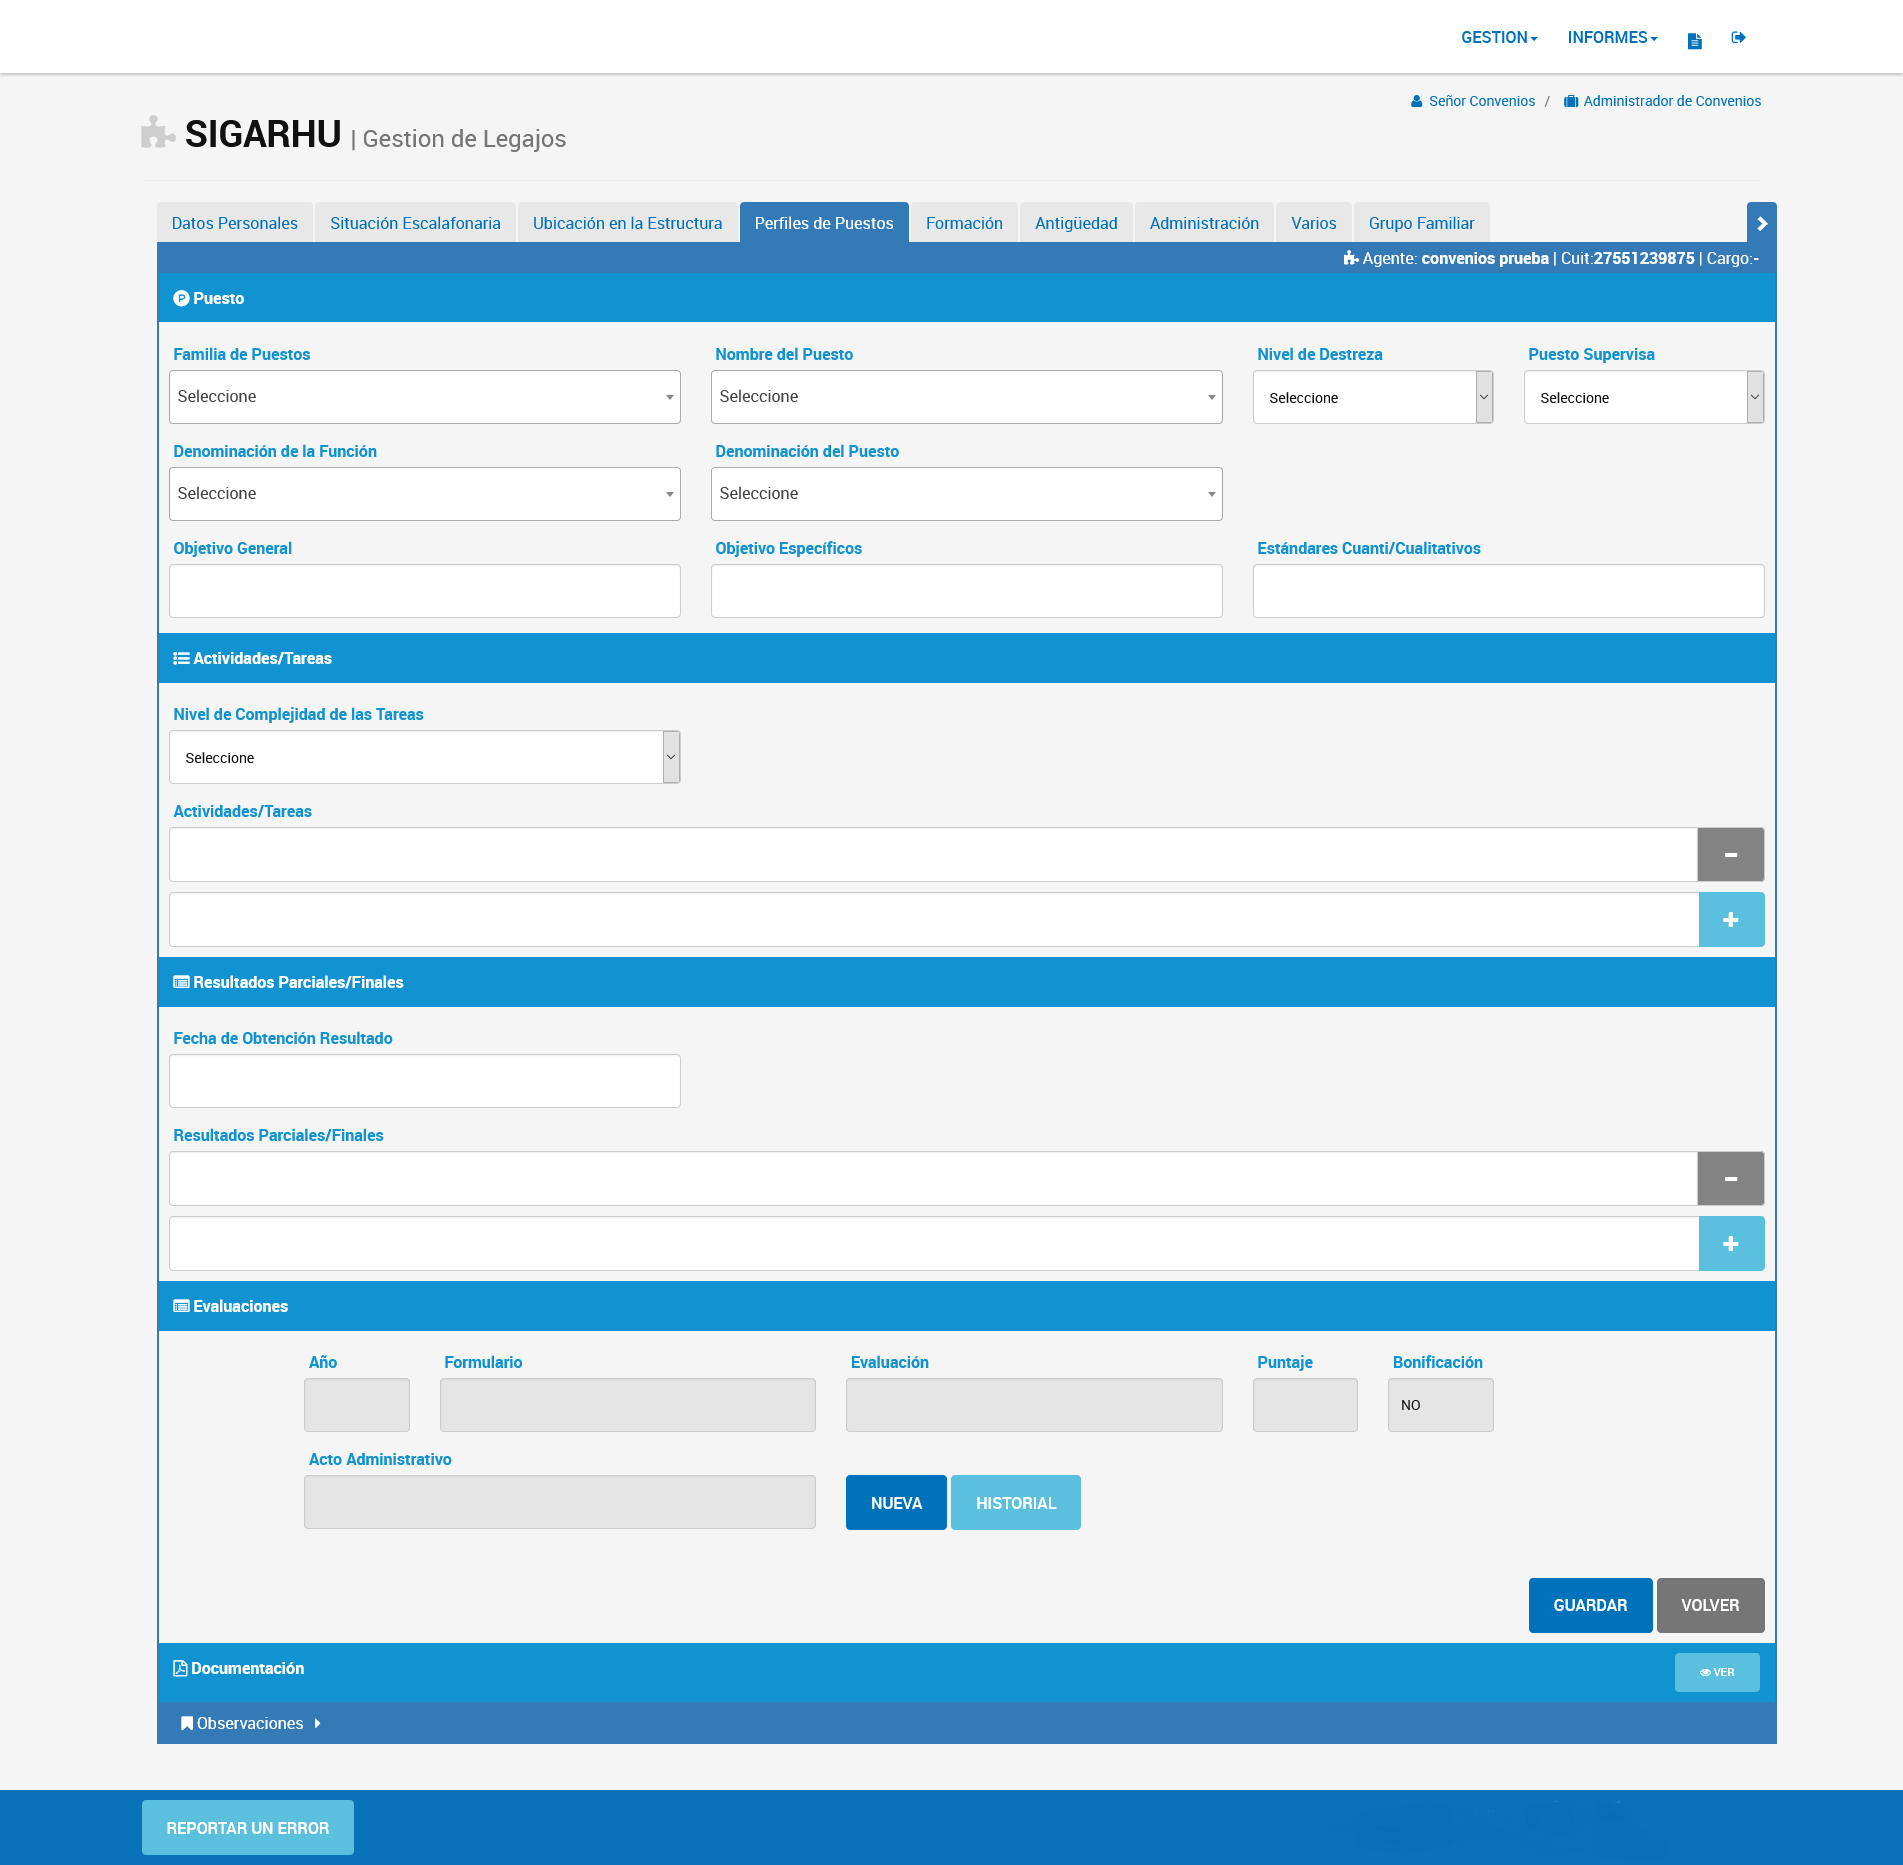 GESTION INFORMES
Señor Convenios / Administrador de Convenios
SIGARHU | Gestion de Legajos
Datos Personales Situación Escalafonaria Ubicación en la Estructura Perfiles de Puestos Formación Antigüedad Administración Varios Grupo Familiar
Agente: convenios prueba | Cuit:27551239875 | Cargo:-
Puesto
Familia de Puestos Nombre del Puesto Nivel de Destreza Puesto Supervisa
Seleccione Seleccione Seleccione Seleccione
Denominación de la Función Denominación del Puesto
Seleccione Seleccione
Objetivo General Objetivo Específicos Estándares Cuanti/Cualitativos
Actividades/Tareas
Nivel de Complejidad de las Tareas
Seleccione
Actividades/Tareas
Resultados Parciales/Finales
Fecha de Obtención Resultado
Resultados Parciales/Finales
Evaluaciones
Año Formulario Evaluación Puntaje Bonificación
NO
Acto Administrativo
NUEVA HISTORIAL
GUARDAR VOLVER
Documentación VER
Observaciones
REPORTAR UN ERROR